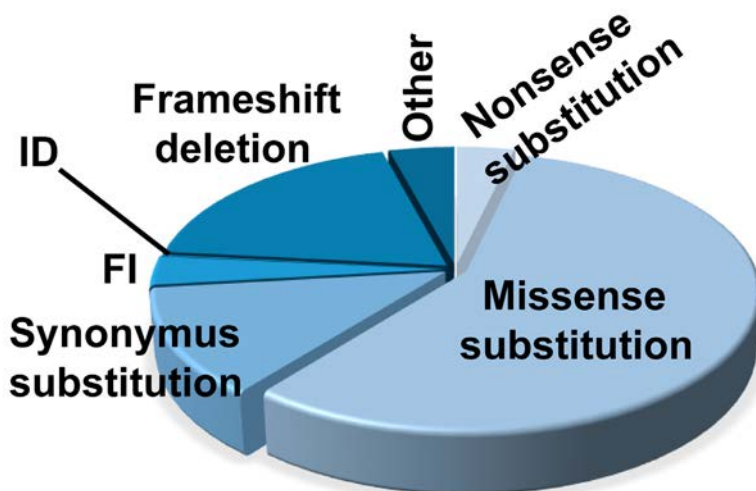 Frameshift
deletion
Other
Nonsense
substitution
ID
FI
Missense
substitution
Synonymus
substitution